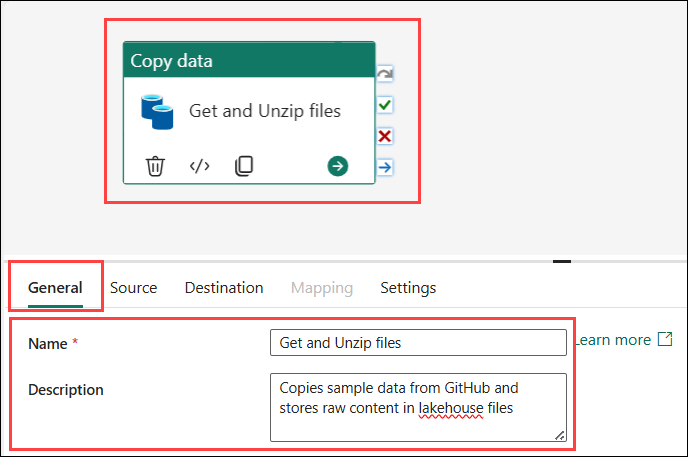 Copy data
Get and Unzip files
General Source Destination Mapping Settings
Name * Get and Unzip files Learn more
Description Copies sample data from GitHub and
stores raw content in lakehouse files